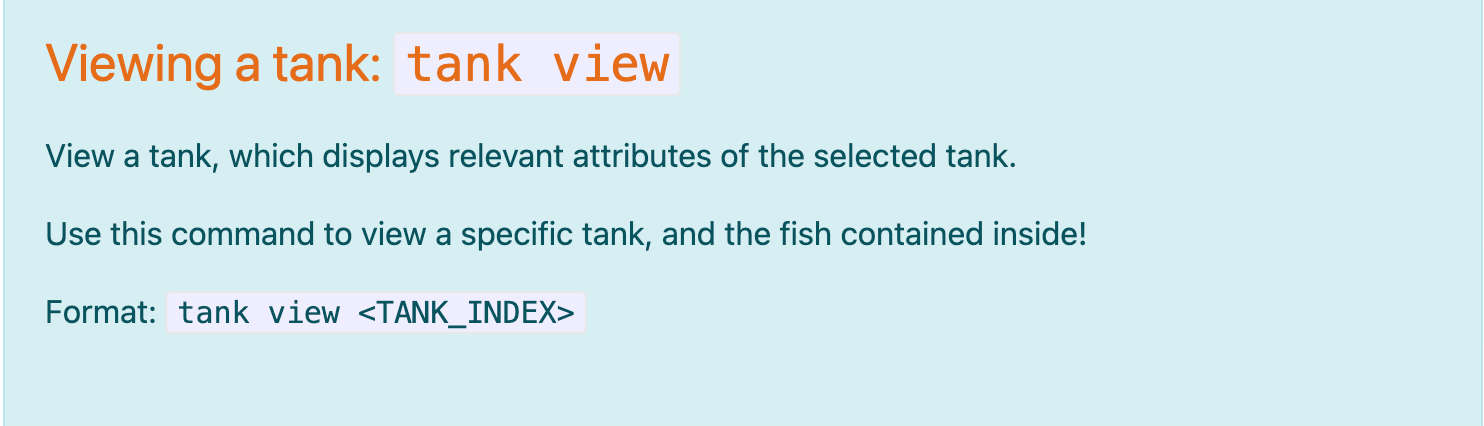 Viewing a tank: tank view
View a tank, which displays relevant attributes of the selected tank.
Use this command to view a specific tank, and the fish contained inside!
Format: tank view <TANK_INDEX>